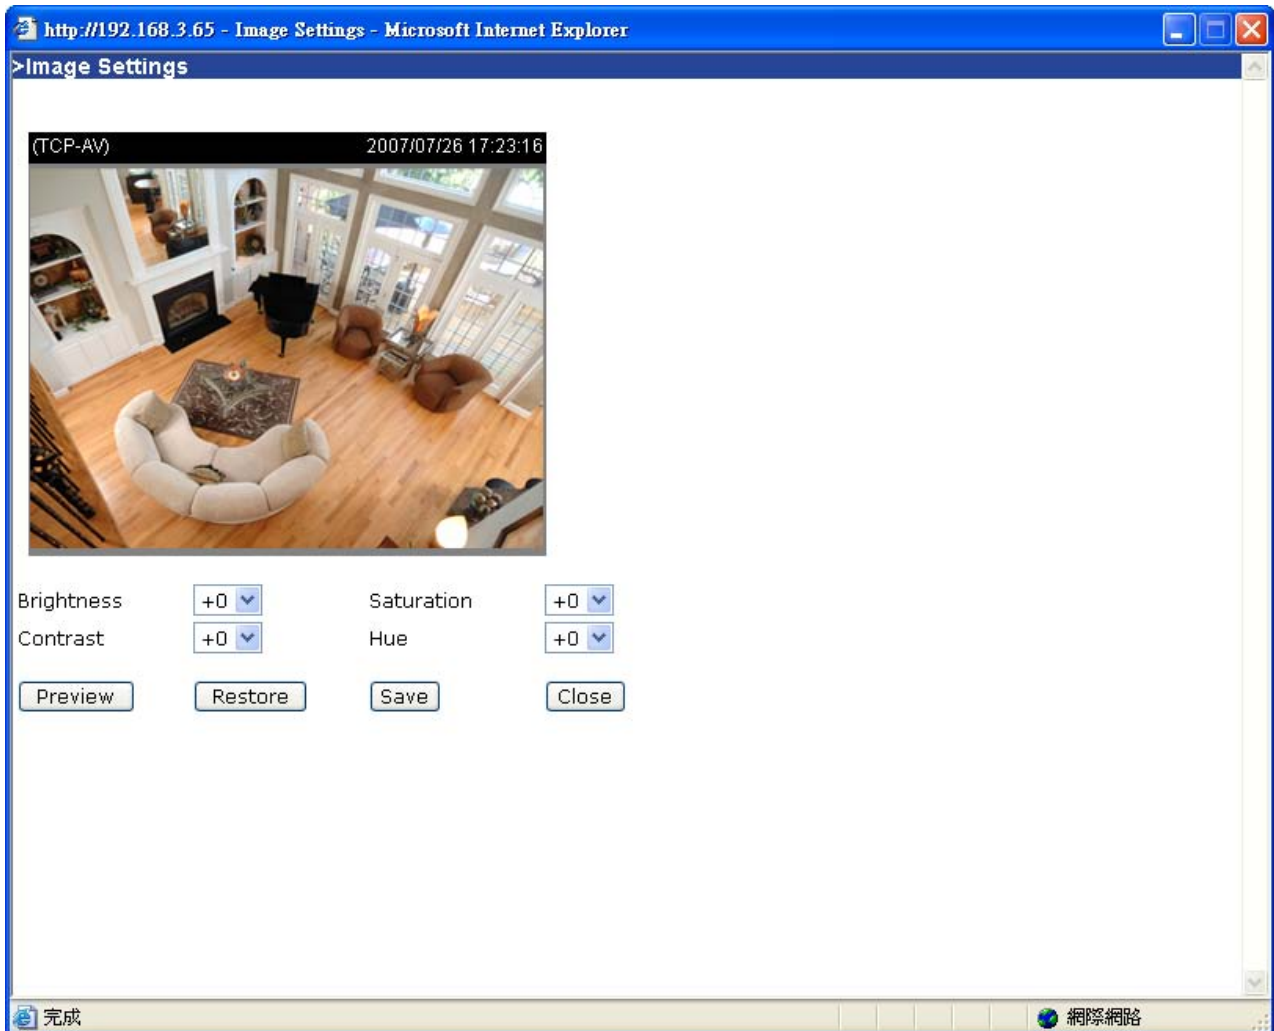 http://192.168.3.65 - Image Settings - Microsoft Internet Explorer
>Image Settings
(TCP-AV) 2007/07/26 17:23:16
Brightness +0 Saturation +0
Contrast +0 Hue +0
Preview Restore Save Close
完成 網際網路